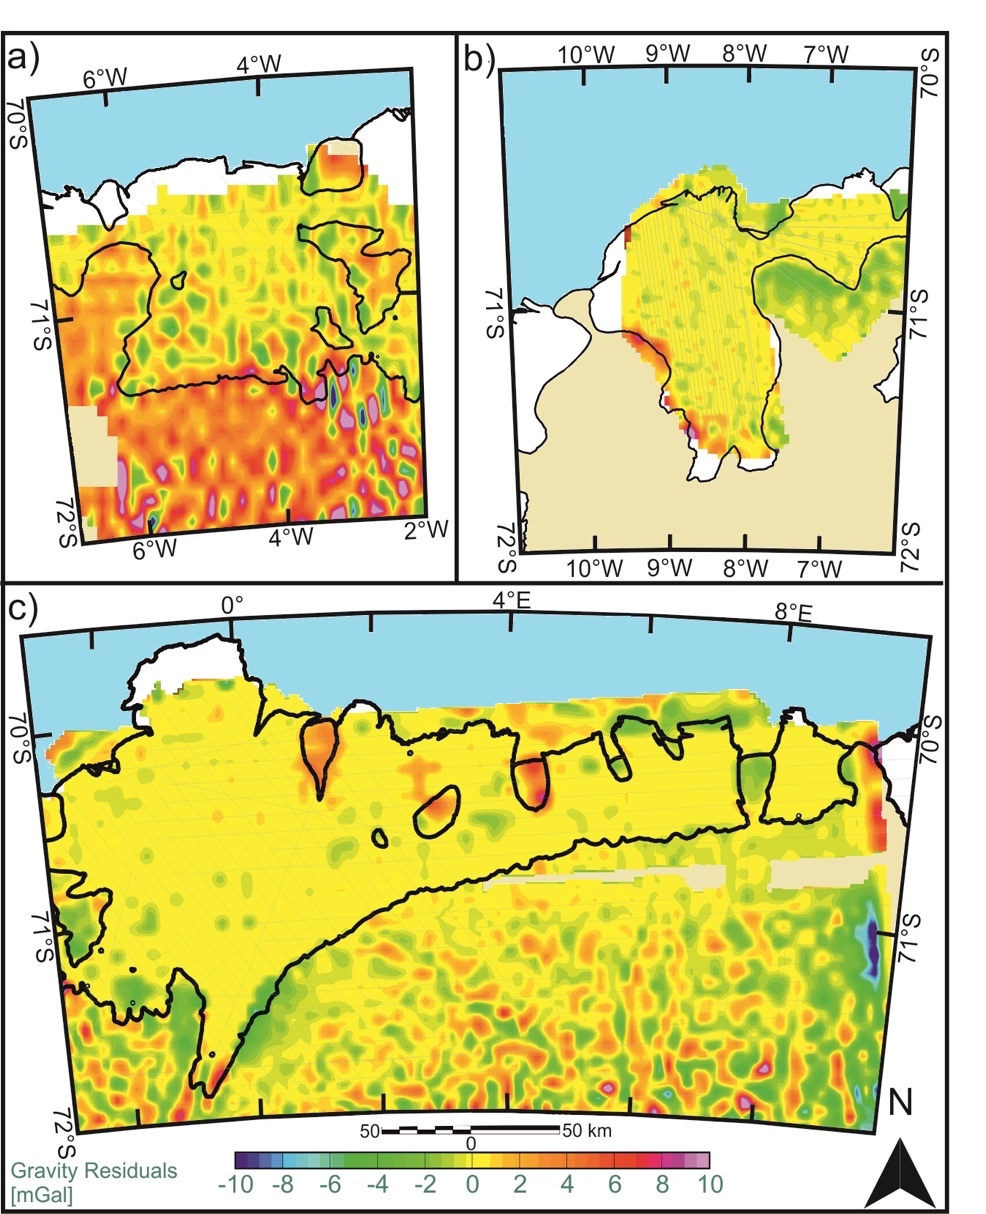 a)
6°W
4°W
70°S
71°S
72°S
6°W
4°W
2°W
b)
10°W
9°W
8°W
7°W
70°S
71°S
71°S
72°S
72°S
10°W
9°W
8°W
7°W
c)
0°
4°E
8°E
70°S
70°S
71°S
71°S
72°S
N
50
0
50 km
Gravity Residuals
[mGal]
-10 -8 -6 -4 -2 0 2 4 6 8 10